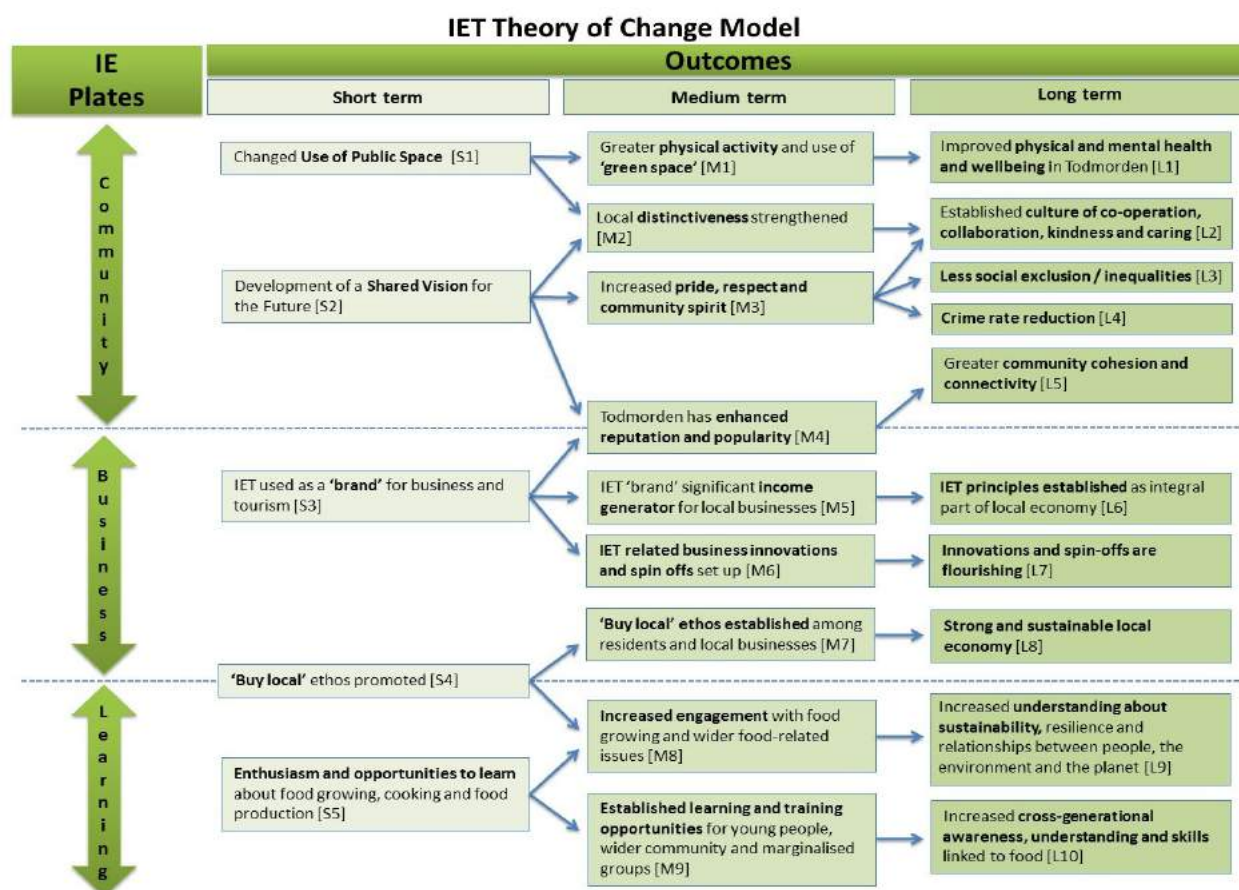 IET Theory of Change Model
IE
Plates
Outcomes
Short term
Medium term
Long term
Community
Changed Use of Public Space [S1]
Greater physical activity and use of
‘green space’ [M1]
Improved physical and mental health
and wellbeing in Todmorden [L1]
Local distinctiveness strengthened
[M2]
Established culture of co-operation,
collaboration, kindness and caring [L2]
Development of a Shared Vision for
the Future [S2]
Increased pride, respect and
community spirit [M3]
Less social exclusion / inequalities [L3]
Crime rate reduction [L4]
Greater community cohesion and
connectivity [L5]
Todmorden has enhanced
reputation and popularity [M4]
Business
IET used as a ‘brand’ for business and
tourism [S3]
IET ‘brand’ significant income
generator for local businesses [M5]
IET principles established as integral
part of local economy [L6]
IET related business innovations
and spin offs set up [M6]
Innovations and spin-offs are
flourishing [L7]
‘Buy local’ ethos established among
residents and local businesses [M7]
Strong and sustainable local
economy [L8]
‘Buy local’ ethos promoted [S4]
Learning
Increased engagement with food
growing and wider food-related
issues [M8]
Increased understanding about
sustainability, resilience and
relationships between people, the
environment and the planet [L9]
Enthusiasm and opportunities to learn
about food growing, cooking and food
production [S5]
Established learning and training
opportunities for young people,
wider community and marginalised
groups [M9]
Increased cross-generational
awareness, understanding and skills
linked to food [L10]